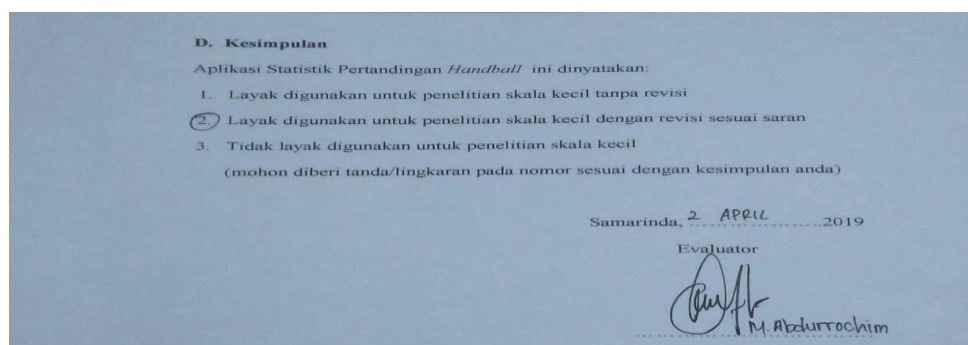 D. Kesimpulan
Aplikasi Statistik Pertandingan Handball ini dinyatakan:
1. Layak digunakan untuk penelitian skala kecil tanpa revisi
2. Layak digunakan untuk penelitian skala kecil dengan revisi sesuai saran
3. Tidak layak digunakan untuk penelitian skala kecil
(mohon diberi tanda/lingkaran pada nomor sesuai dengan kesimpulan anda)
Samarinda, 2 APRIL 2019
Evaluator
M. Abdurrochim